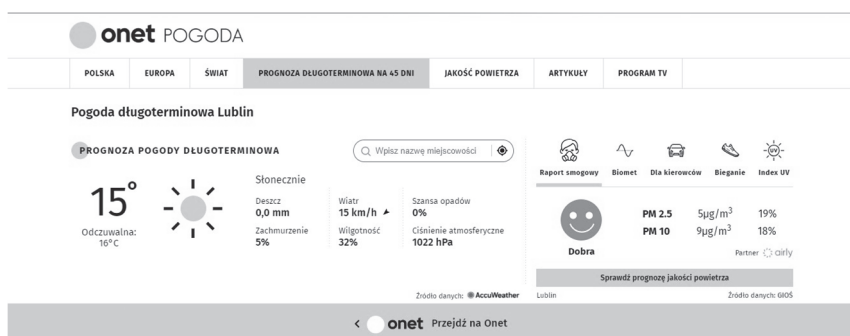 onet POGODA
POLSKA EUROPA ŚWIAT PROGNOZA DŁUGOTERMINOWA NA 45 DNI JAKOŚĆ POWIETRZA ARTYKUŁY PROGRAM TV
Pogoda długoterminowa Lublin
PROGNOZA POGODY DŁUGOTERMINOWA
Wpisz nazwę miejscowości
15°
Odczuwalna:
16°C
Słonecznie
Deszcz
0,0 mm
Wiatr
15 km/h
Szansa opadów
0%
Zachmurzenie
5%
Wilgotność
32%
Ciśnienie atmosferyczne
1022 hPa
Źródło danych: AccuWeather
UV
Raport smogowy Biomet Dla kierowców Bieganie Index UV
Dobra
PM 2.5 5µg/m³ 19%
PM 10 9µg/m³ 18%
Partner airly
Sprawdź prognozę jakości powietrza
Lublin Źródło danych: GIOŚ
onet Przejdź na Onet